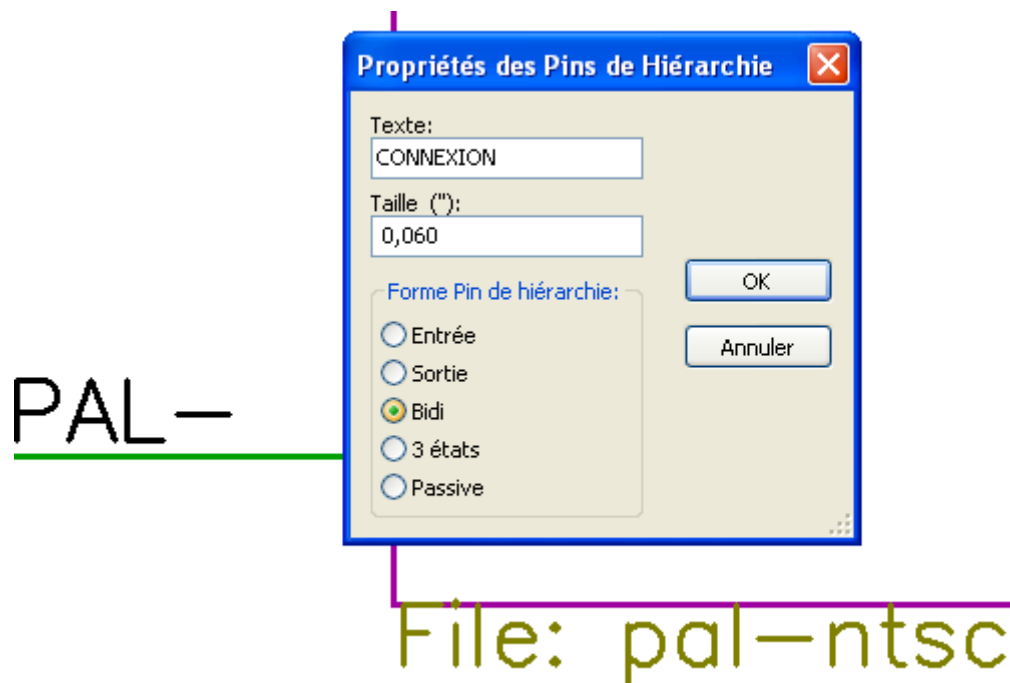 Propriétés des Pins de Hiérarchie
Texte:
CONNEXION
Taille ("):
0,060
Forme Pin de hiérarchie:
Entrée
Sortie
Bidi
3 états
Passive
OK
Annuler
PAL-
File: pal-ntsc